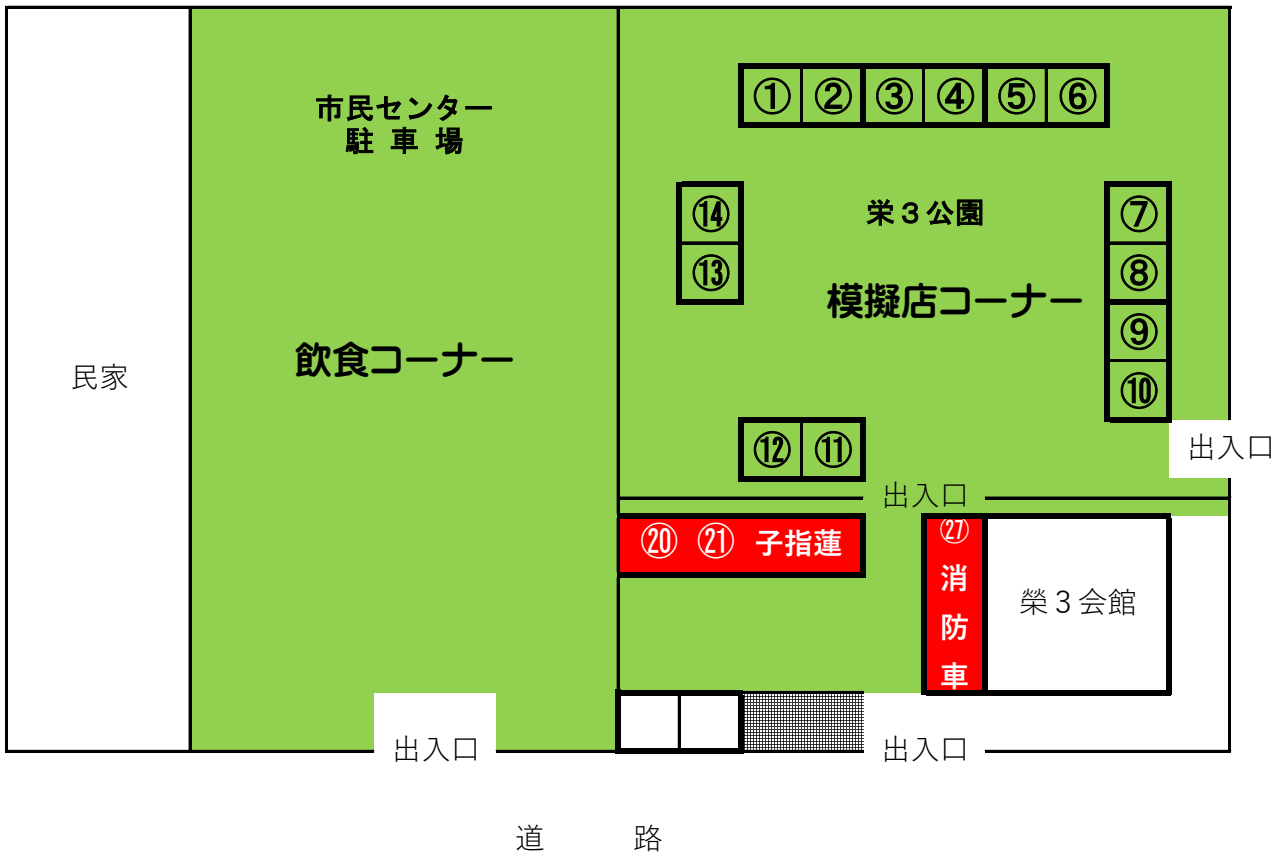 市民センター
駐 車 場
①②③④⑤⑥
⑭
⑬
栄３公園
⑦
⑧
⑨
⑩
模擬店コーナー
飲食コーナー
民家
⑫⑪
出入口
出入口
⑳ ㉑ 子指蓮
㉗
消
防
車
榮３会館
出入口
出入口
道 路